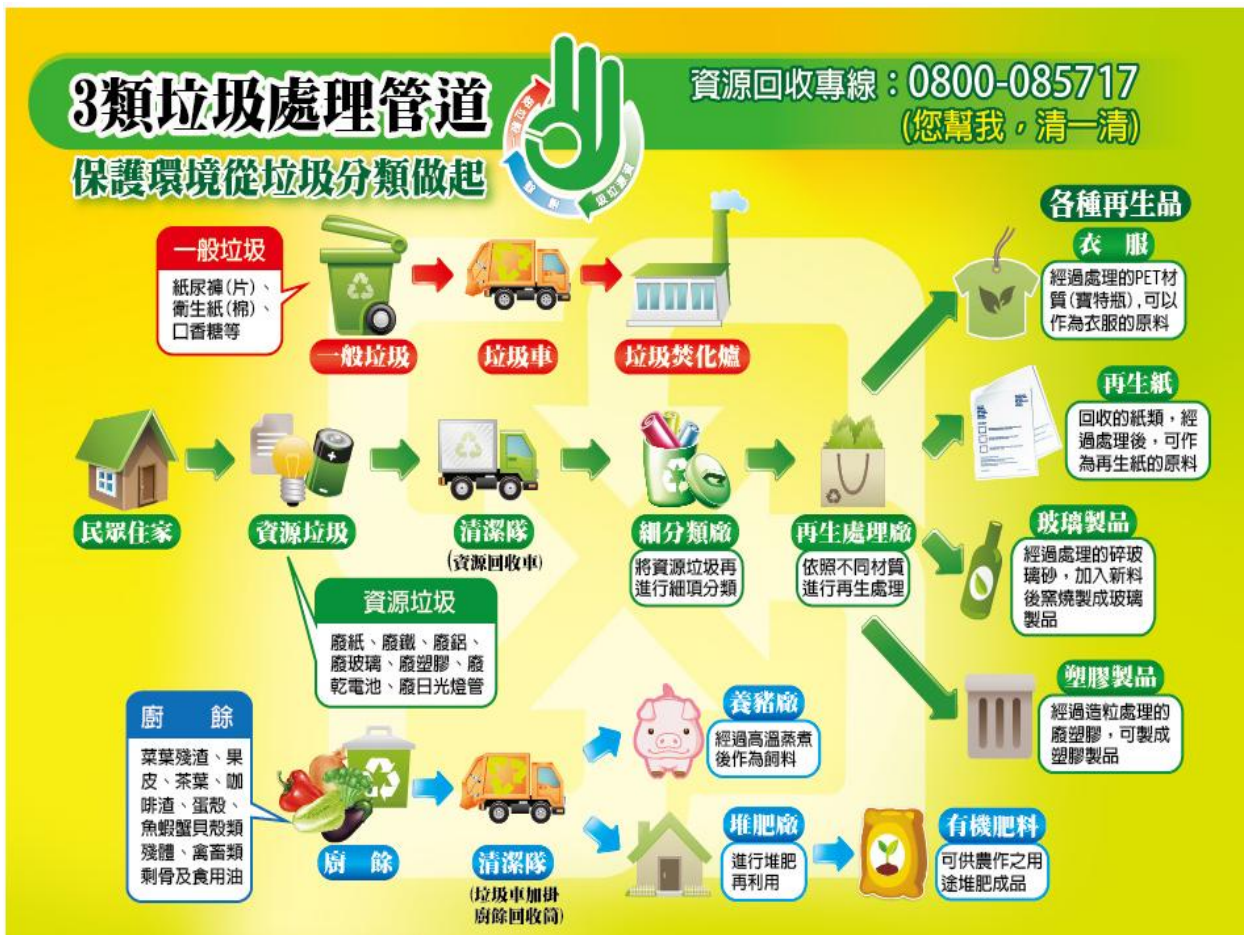 3類垃圾處理管道
保護環境從垃圾分類做起
一般垃圾
廚餘
資源垃圾
資源回收專線：0800-085717
(您幫我，清一清)
一般垃圾
紙尿褲(片)、
衛生紙(棉)、
口香糖等
一般垃圾
垃圾車
垃圾焚化爐
民眾住家
資源垃圾
清潔隊
(資源回收車)
細分類廠
將資源垃圾再
進行細項分類
再生處理廠
依照不同材質
進行再生處理
資源垃圾
廢紙、廢鐵、廢鋁、
廢玻璃、廢塑膠、廢
乾電池、廢日光燈管
各種再生品
衣服
經過處理的PET材
質(寶特瓶),可以
作為衣服的原料
再生紙
回收的紙類，經
過處理後，可作
為再生紙的原料
玻璃製品
經過處理的碎玻
璃砂，加入新料
後窯燒製成玻璃
製品
塑膠製品
經過造粒處理的
廢塑膠，可製成
塑膠製品
廚餘
菜葉殘渣、果
皮、茶葉、咖
啡渣、蛋殼、
魚蝦蟹貝殼類
殘體、禽畜類
剩骨及食用油
廚餘
清潔隊
(垃圾車加掛
廚餘回收筒)
養豬廠
經過高溫蒸煮
後作為飼料
堆肥廠
進行堆肥
再利用
有機肥料
可供農作之用
途堆肥成品